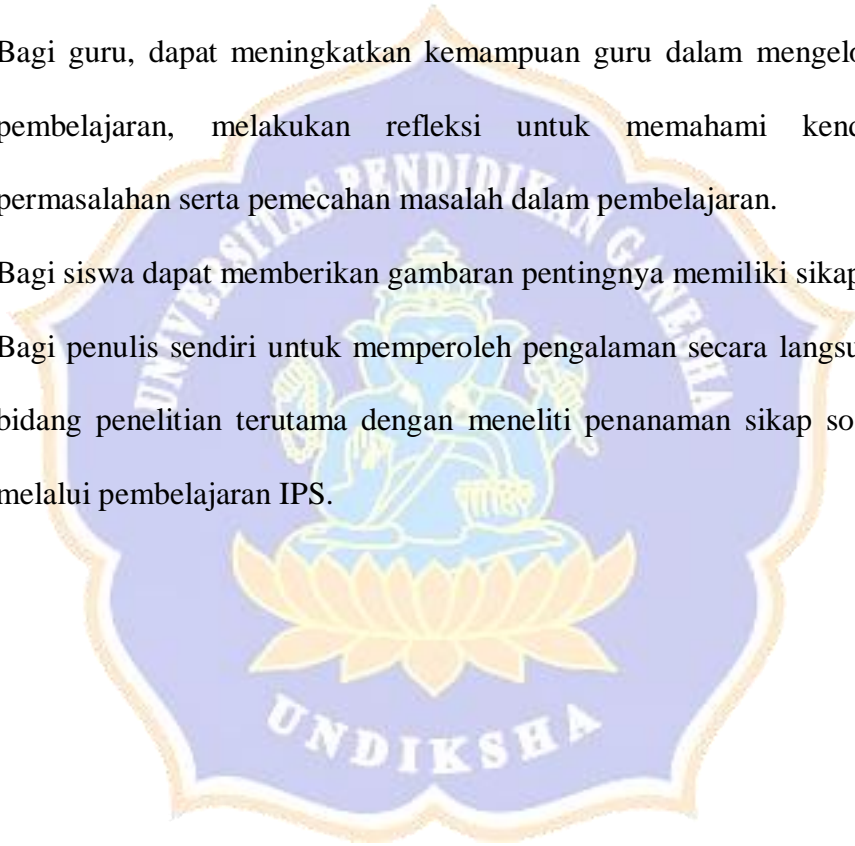 Bagi guru, dapat meningkatkan kemampuan guru dalam mengelo
pembelajaran, melakukan refleksi untuk memahami kend
permasalahan serta pemecahan masalah dalam pembelajaran.
Bagi siswa dapat memberikan gambaran pentingnya memiliki sikap
Bagi penulis sendiri untuk memperoleh pengalaman secara langsu
bidang penelitian terutama dengan meneliti penanaman sikap so
melalui pembelajaran IPS.
UNIVERSITAS PENDIDIKAN GANESHA
UNDIKSHA